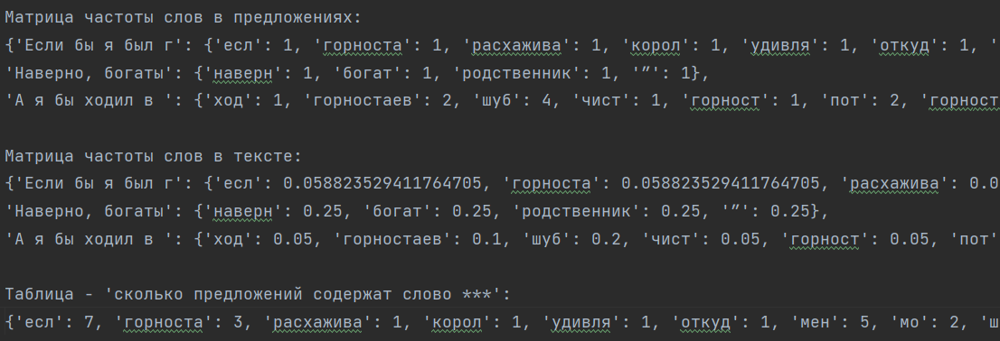 Матрица частоты слов в предложениях:
{'Если бы я был г': {'есл': 1, 'горноста': 1, 'расхажива': 1, 'корол': 1, 'удивля': 1, 'откуд': 1, '
'Наверно, богаты': {'наверн': 1, 'богат': 1, 'родственник': 1, '”': 1},
'А я бы ходил в ': {'ход': 1, 'горностаев': 2, 'шуб': 4, 'чист': 1, 'горност': 1, 'пот': 2, 'горност
Матрица частоты слов в тексте:
{'Если бы я был г': {'есл': 0.058823529411764705, 'горноста': 0.058823529411764705, 'расхажива': 0.0
'Наверно, богаты': {'наверн': 0.25, 'богат': 0.25, 'родственник': 0.25, '”': 0.25},
'А я бы ходил в ': {'ход': 0.05, 'горностаев': 0.1, 'шуб': 0.2, 'чист': 0.05, 'горност': 0.05, 'пот'
Таблица - 'сколько предложений содержат слово ***':
{'есл': 7, 'горноста': 3, 'расхажива': 1, 'корол': 1, 'удивля': 1, 'откуд': 1, 'мен': 5, 'мо': 2, 'ш